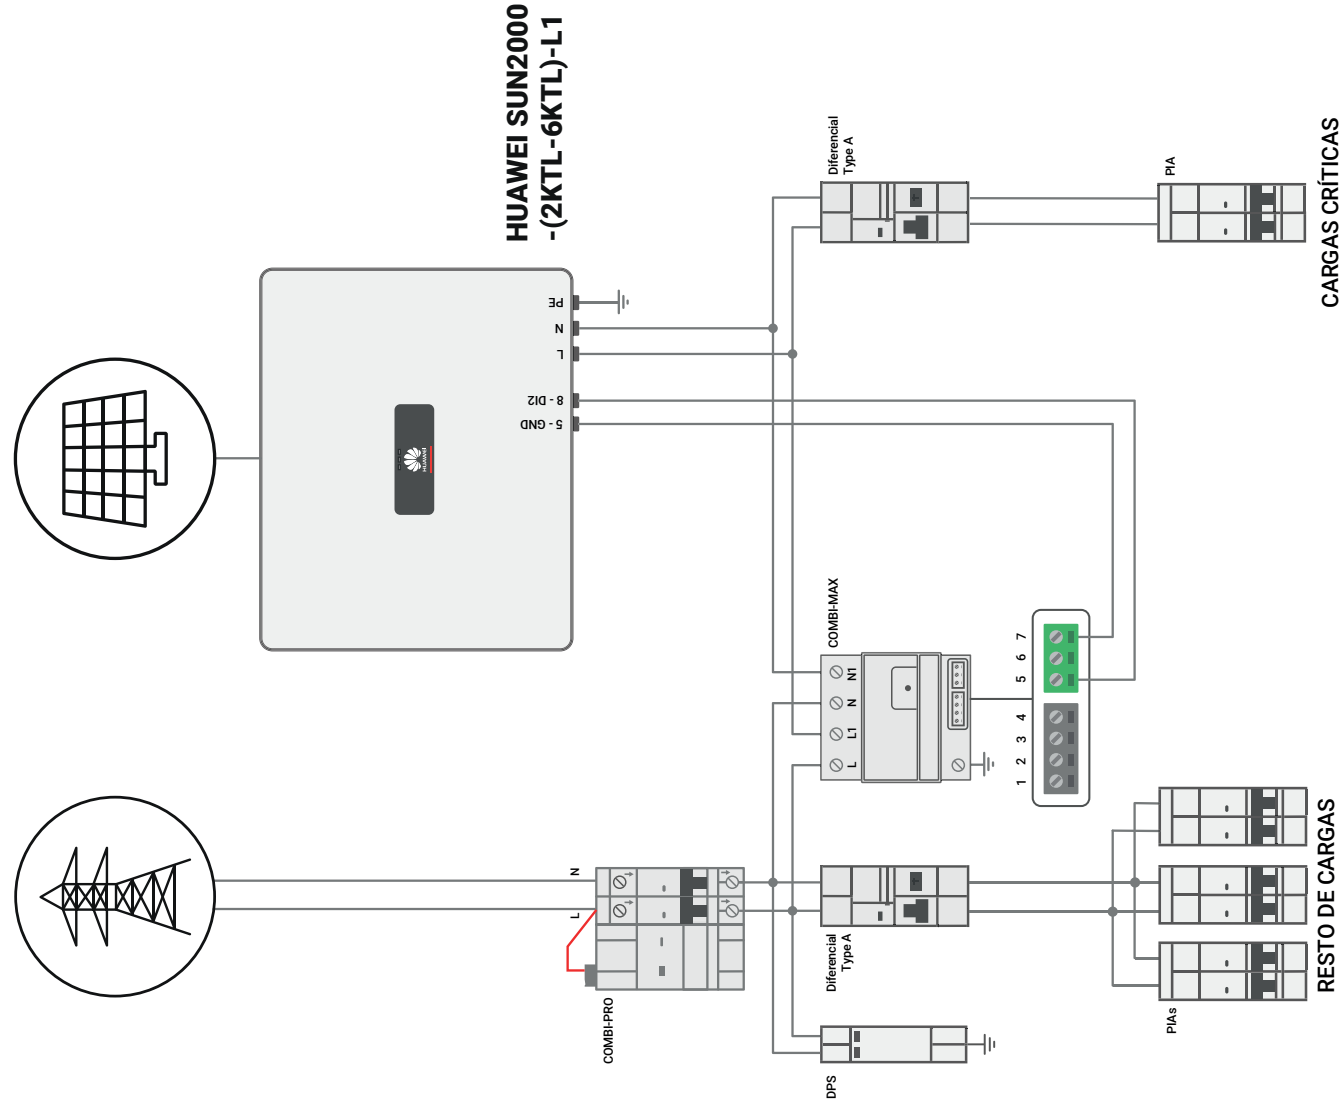 HUAWEI SUN2000
-(2KTL-6KTL)-L1
PE
N
L
8 - DI2
5 - GND
HUAWEI
Diferencial
Type A
PIA
CARGAS CRÍTICAS
COMBI-MAX
N1
N
L1
L
7
6
5
4
3
2
1
N
L
COMBI-PRO
Diferencial
Type A
DPS
PIAs
RESTO DE CARGAS